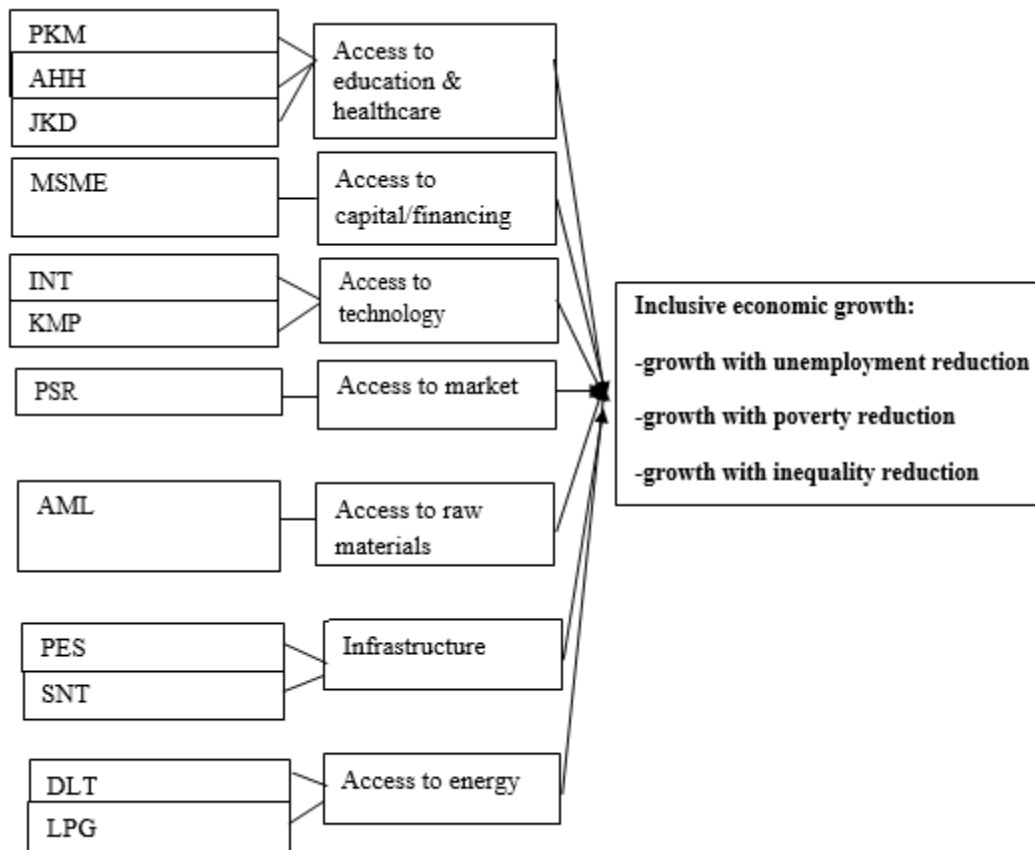 PKM
AHH
JKD
Access to
education &
healthcare
MSME
Access to
capital/financing
INT
KMP
Access to
technology
PSR
Access to market
AML
Access to raw
materials
PES
SNT
Infrastructure
DLT
LPG
Access to energy
Inclusive economic growth:
-growth with unemployment reduction
-growth with poverty reduction
-growth with inequality reduction